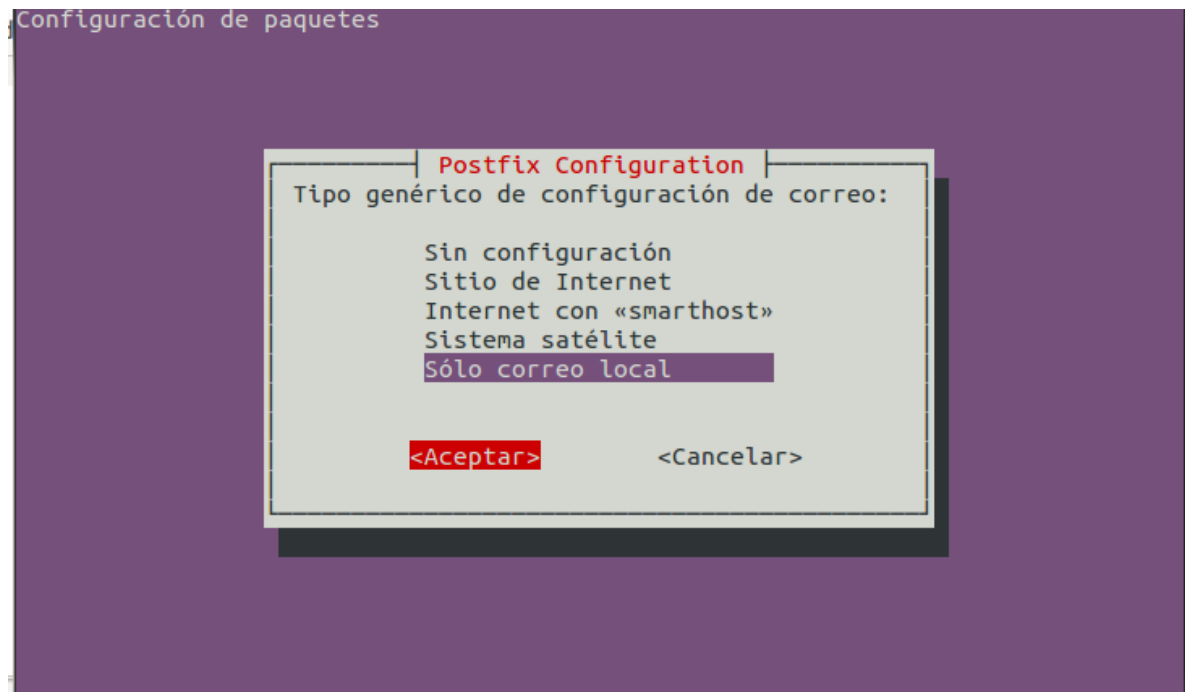 Configuración de paquetes
Postfix Configuration
Tipo genérico de configuración de correo:
Sin configuración
Sitio de Internet
Internet con «smarthost»
Sistema satélite
Sólo correo local
<Aceptar> <Cancelar>